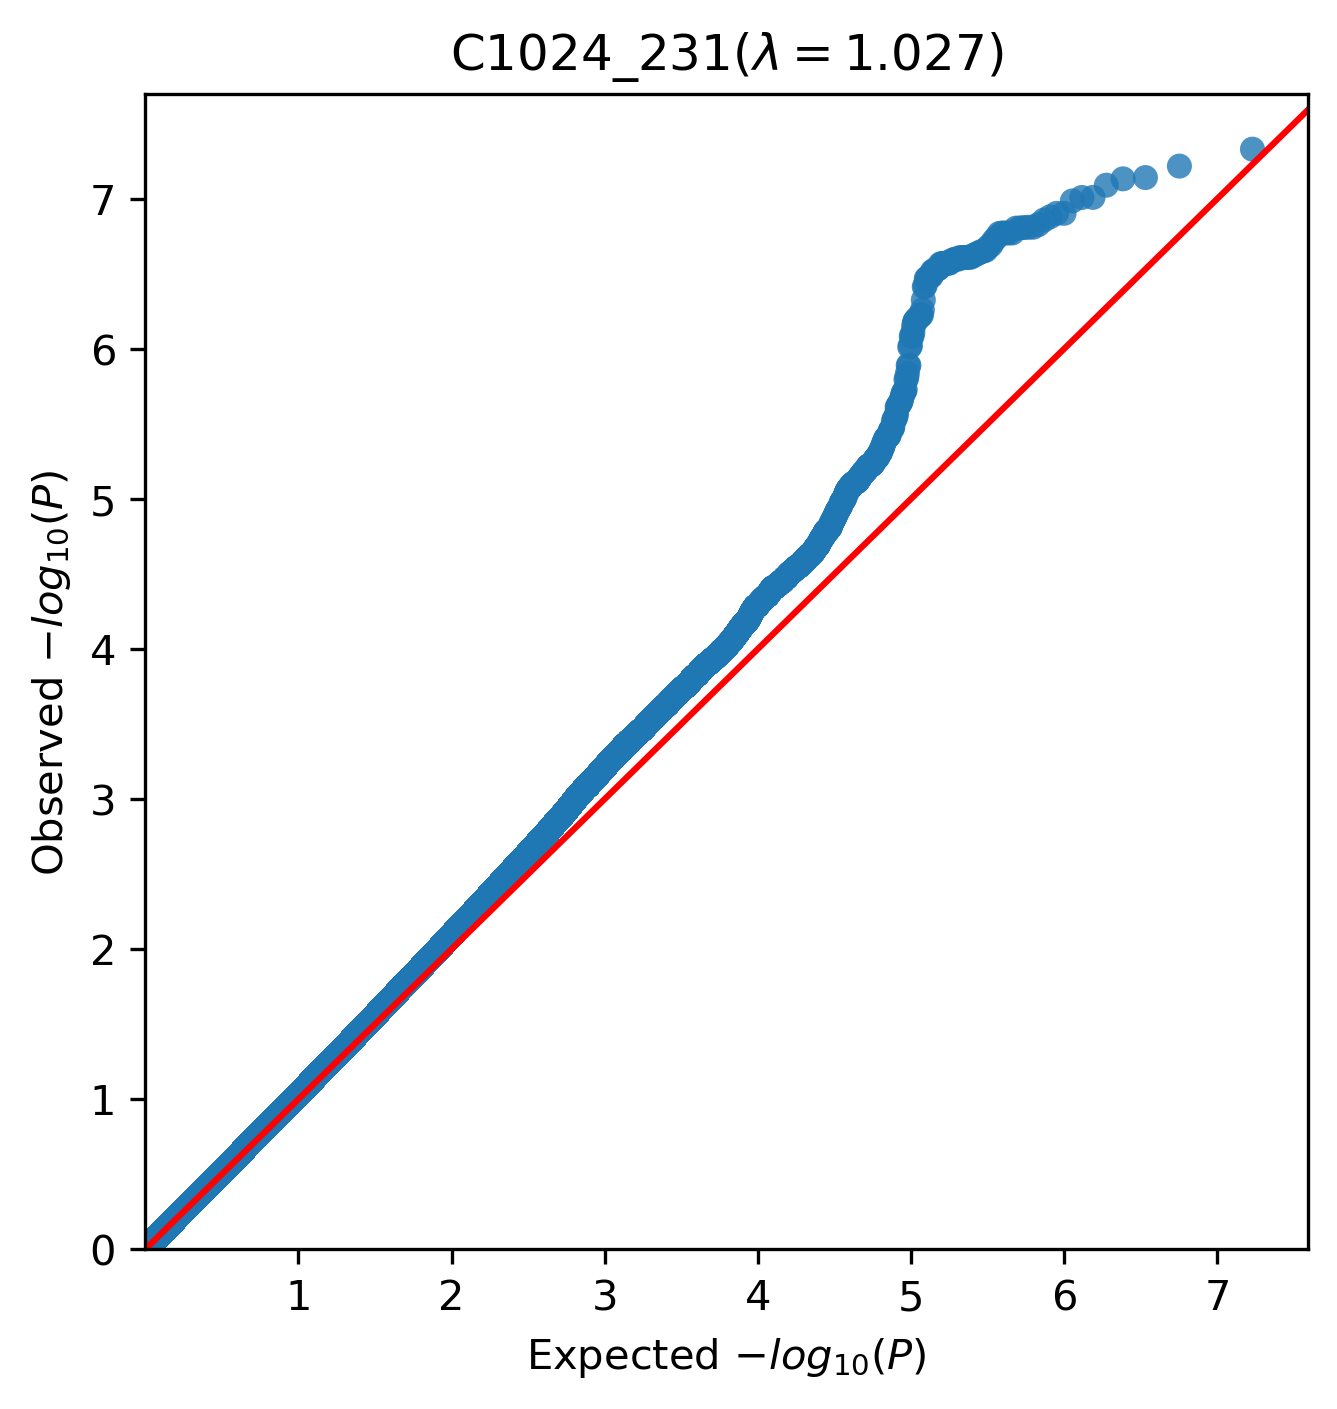 C1024_231(λ = 1.027)
Observed −log10(P)
7
6
5
4
3
2
1
0
1 2 3 4 5 6 7
Expected −log10(P)